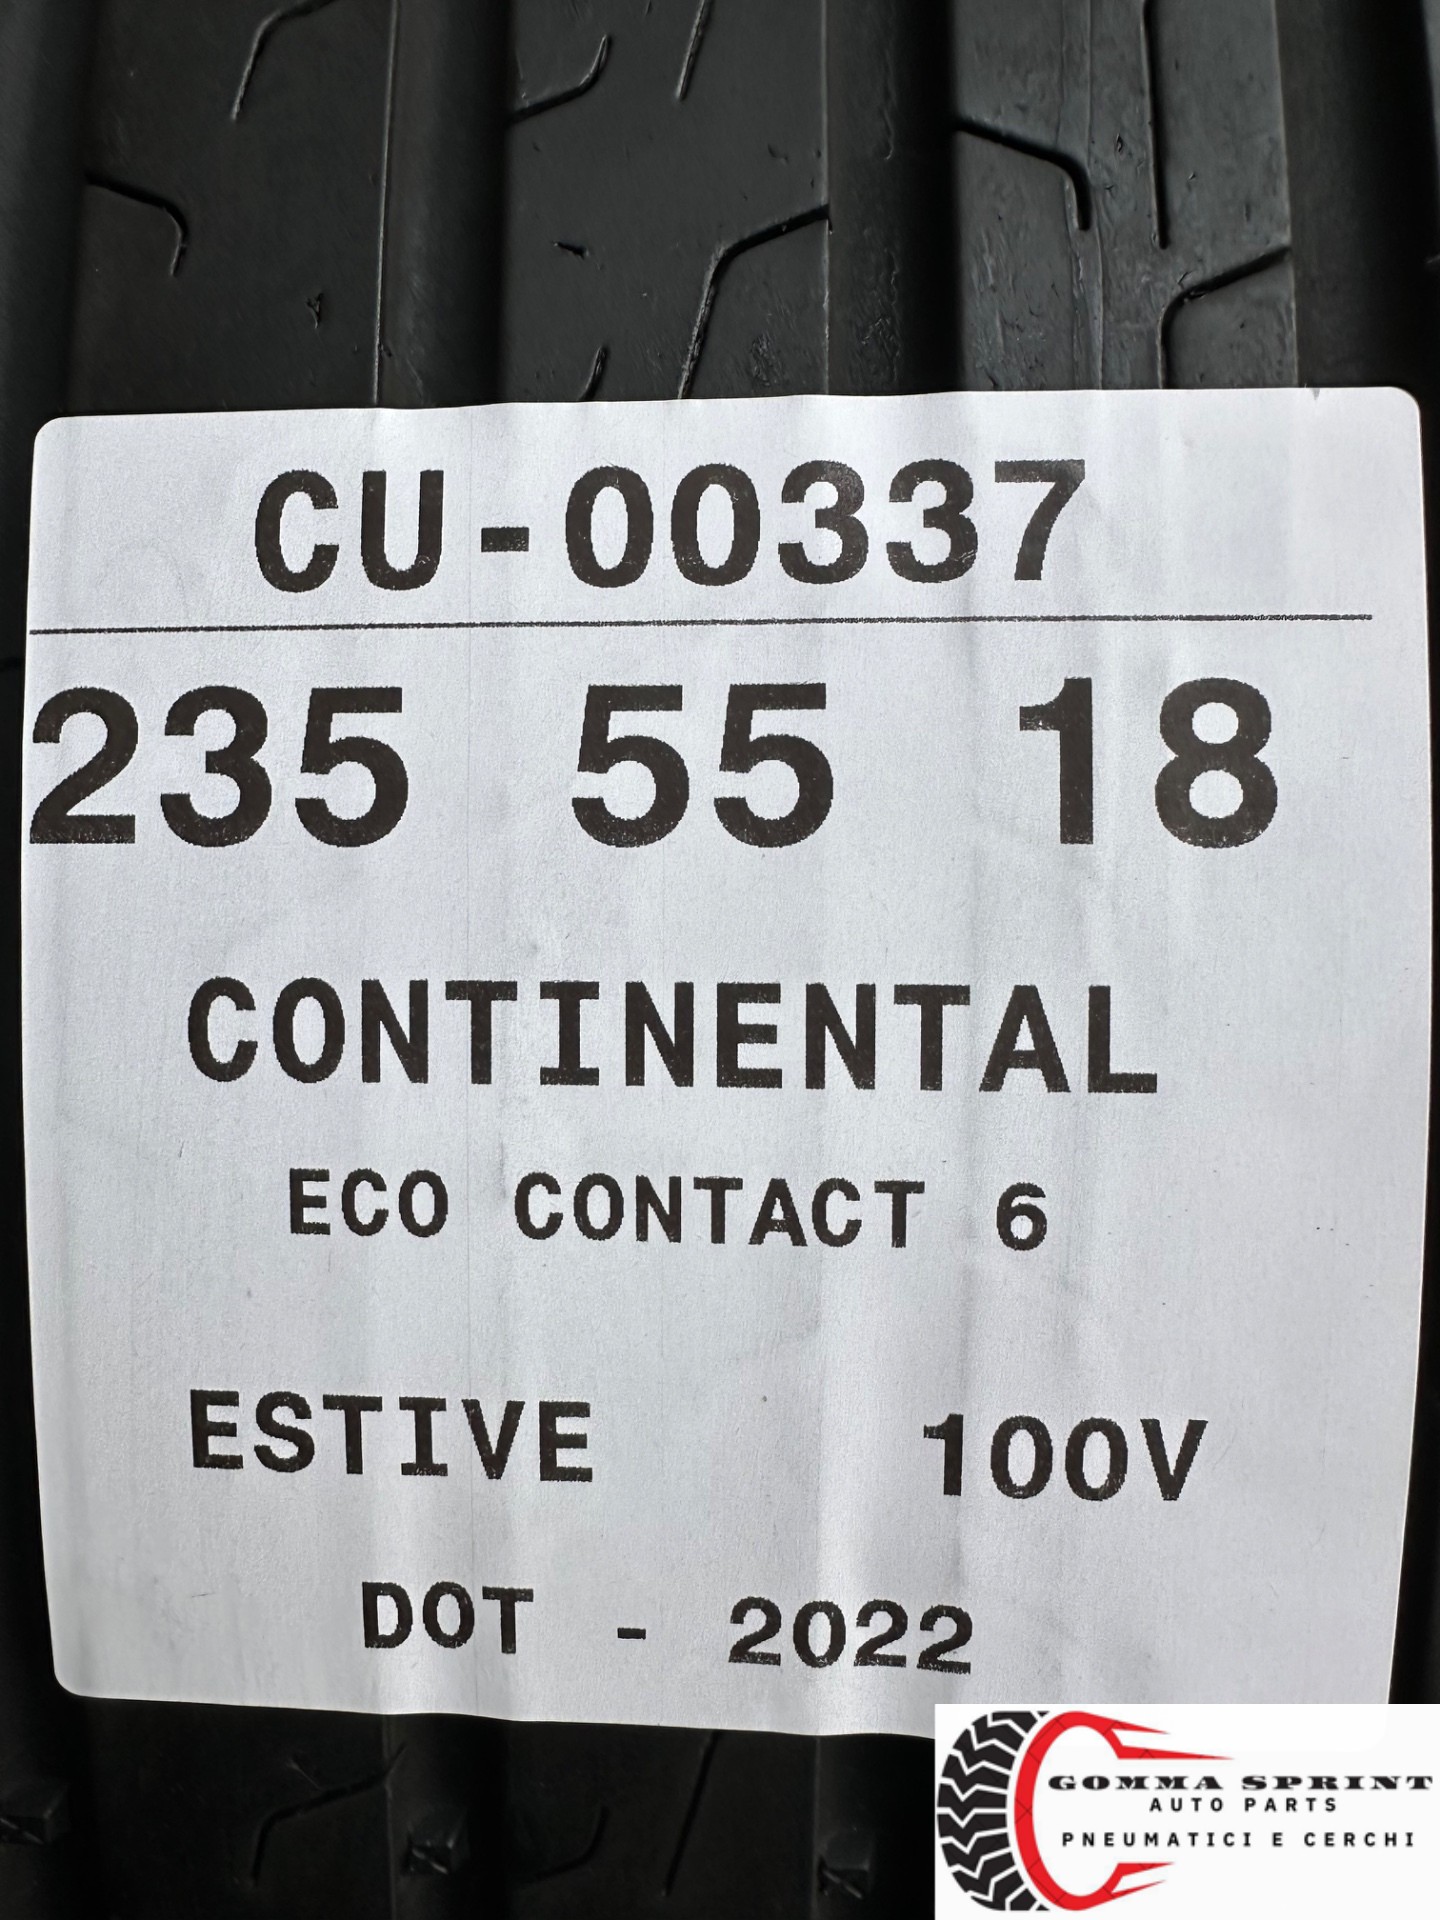 CU-00337
235 55 18
CONTINENTAL
ECO CONTACT 6
ESTIVE 100V
DOT - 2022
GOMMA SPRINT
AUTO PARTS
PNEUMATICI E CERCHI